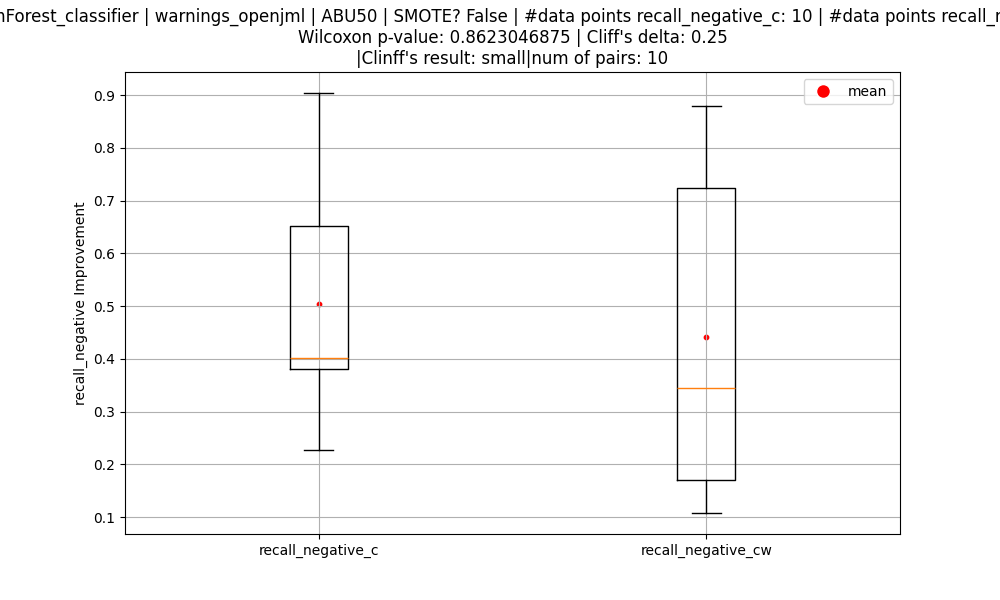 nForest_classifier | warnings_openjml | ABU50 | SMOTE? False | #data points recall_negative_c: 10 | #data points recall_n
Wilcoxon p-value: 0.8623046875 | Cliff's delta: 0.25
|Clinff's result: small|num of pairs: 10
mean
0.9
0.8
0.7
0.6
0.5
0.4
0.3
0.2
0.1
recall_negative Improvement
recall_negative_c
recall_negative_cw